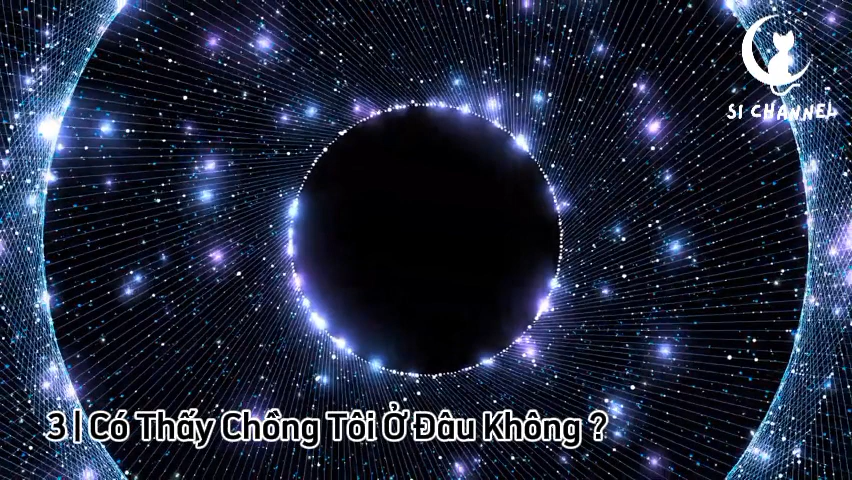 SI CHANNEL
3 | Có Thấy Chồng Tôi Ở Đâu Không ?